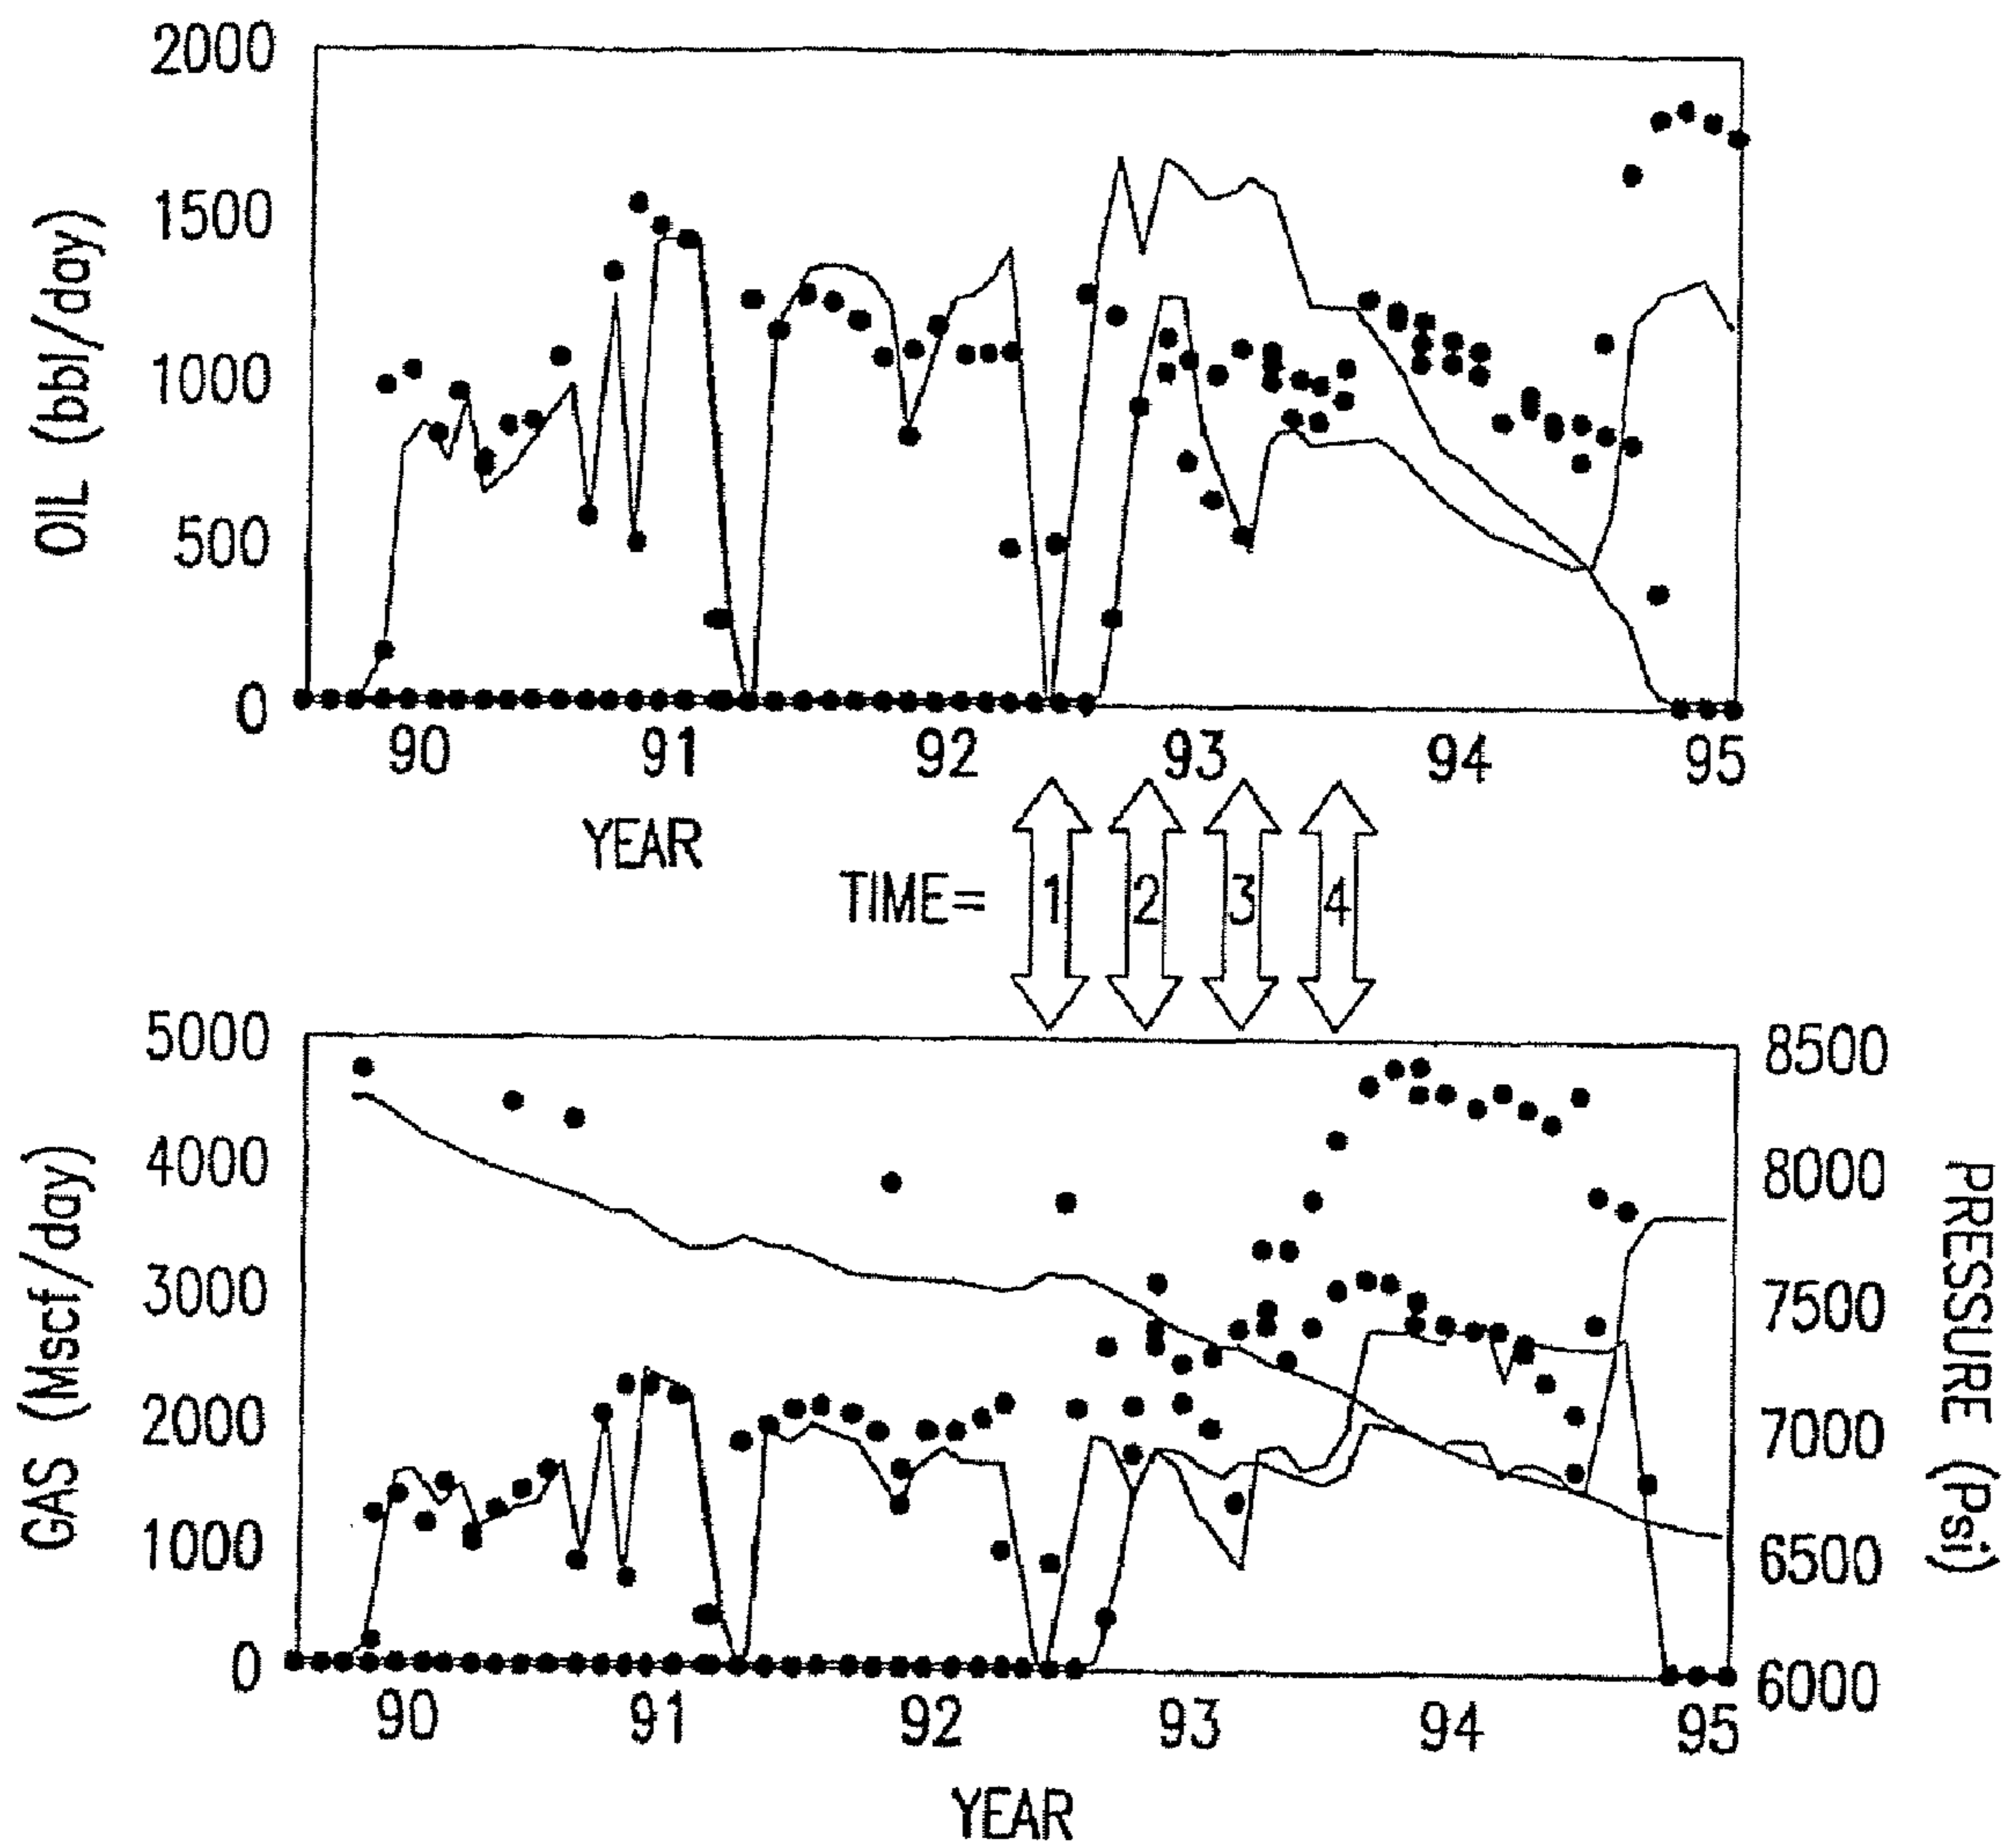 2000
1500
1000
500
0
OIL (bbl/day)
90 91 92 93 94 95
YEAR
TIME= 1 2 3 4
5000
4000
3000
2000
1000
0
GAS (Mscf/day)
8500
8000
7500
7000
6500
6000
PRESSURE (Psi)
90 91 92 93 94 95
YEAR